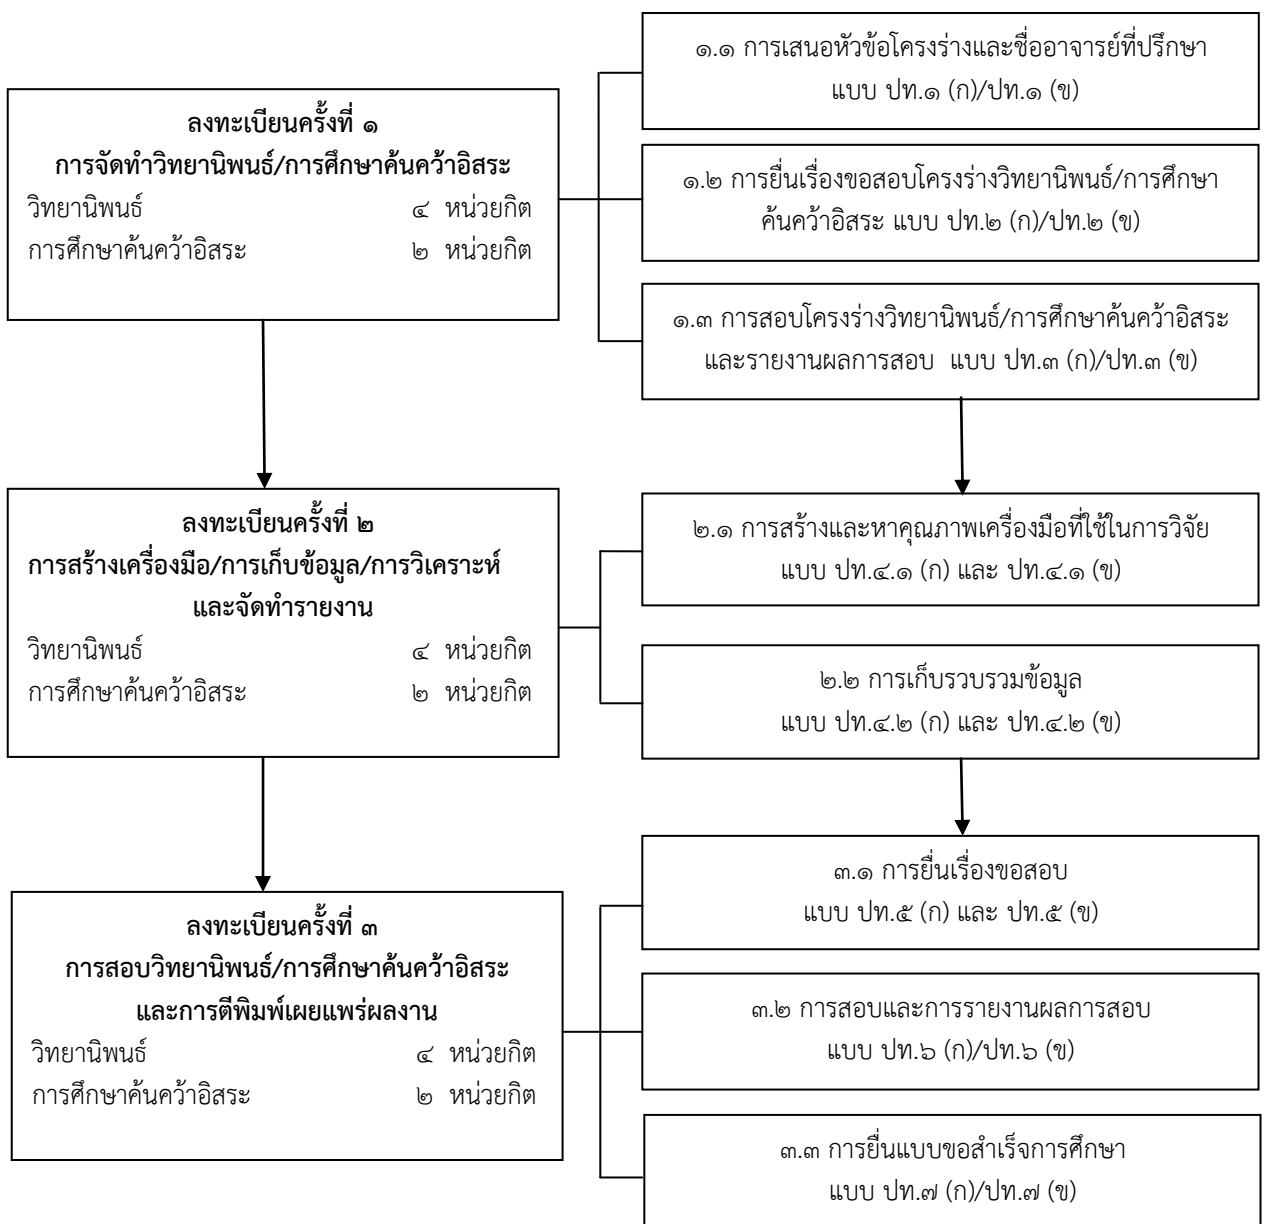 ลงทะเบียนครั้งที่ ๑
การจัดทำวิทยานิพนธ์/การศึกษาค้นคว้าอิสระ
วิทยานิพนธ์ ๔ หน่วยกิต
การศึกษาค้นคว้าอิสระ ๒ หน่วยกิต
๑.๑ การเสนอหัวข้อโครงร่างและชื่ออาจารย์ที่ปรึกษา
แบบ ปท.๑ (ก)/ปท.๑ (ข)
๑.๒ การยื่นเรื่องขอสอบโครงร่างวิทยานิพนธ์/การศึกษา
ค้นคว้าอิสระ แบบ ปท.๒ (ก)/ปท.๒ (ข)
๑.๓ การสอบโครงร่างวิทยานิพนธ์/การศึกษาค้นคว้าอิสระ
และรายงานผลการสอบ แบบ ปท.๓ (ก)/ปท.๓ (ข)
ลงทะเบียนครั้งที่ ๒
การสร้างเครื่องมือ/การเก็บข้อมูล/การวิเคราะห์
และจัดทำรายงาน
วิทยานิพนธ์ ๔ หน่วยกิต
การศึกษาค้นคว้าอิสระ ๒ หน่วยกิต
๒.๑ การสร้างและหาคุณภาพเครื่องมือที่ใช้ในการวิจัย
แบบ ปท.๔.๑ (ก) และ ปท.๔.๑ (ข)
๒.๒ การเก็บรวบรวมข้อมูล
แบบ ปท.๔.๒ (ก) และ ปท.๔.๒ (ข)
ลงทะเบียนครั้งที่ ๓
การสอบวิทยานิพนธ์/การศึกษาค้นคว้าอิสระ
และการตีพิมพ์เผยแพร่ผลงาน
วิทยานิพนธ์ ๔ หน่วยกิต
การศึกษาค้นคว้าอิสระ ๒ หน่วยกิต
๓.๑ การยื่นเรื่องขอสอบ
แบบ ปท.๕ (ก) และ ปท.๕ (ข)
๓.๒ การสอบและการรายงานผลการสอบ
แบบ ปท.๖ (ก)/ปท.๖ (ข)
๓.๓ การยื่นแบบขอสำเร็จการศึกษา
แบบ ปท.๗ (ก)/ปท.๗ (ข)